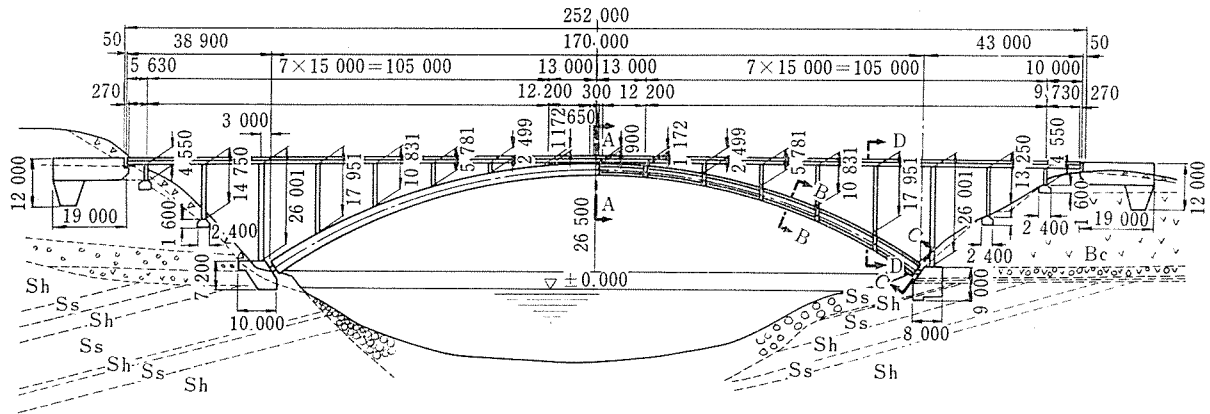 252 000
50 38 900 170.000 43 000 50
5 630 7×15 000=105 000 13 000 13 000 7×15 000=105 000 10 000
270 12.200 300 12 200 9.730 270
3 000 650
4 550 14 750 26 001 17 951 10 831 5,781 2 499 1172 A 900 1,172 2,499 5,781 10 831 D 17 951 26 001 13,250 4 550
12 000 19 000 1 600 2.400 A 26 500 B B C 2 400 1 600 19 000 12 000
7 200 10.000 ▽ ±0.000 D C Bc 9 000 8 000
Sh Ss Sh Ss Sh
Ss Sh Sh
Sh Ss Ss Sh
Ss Sh